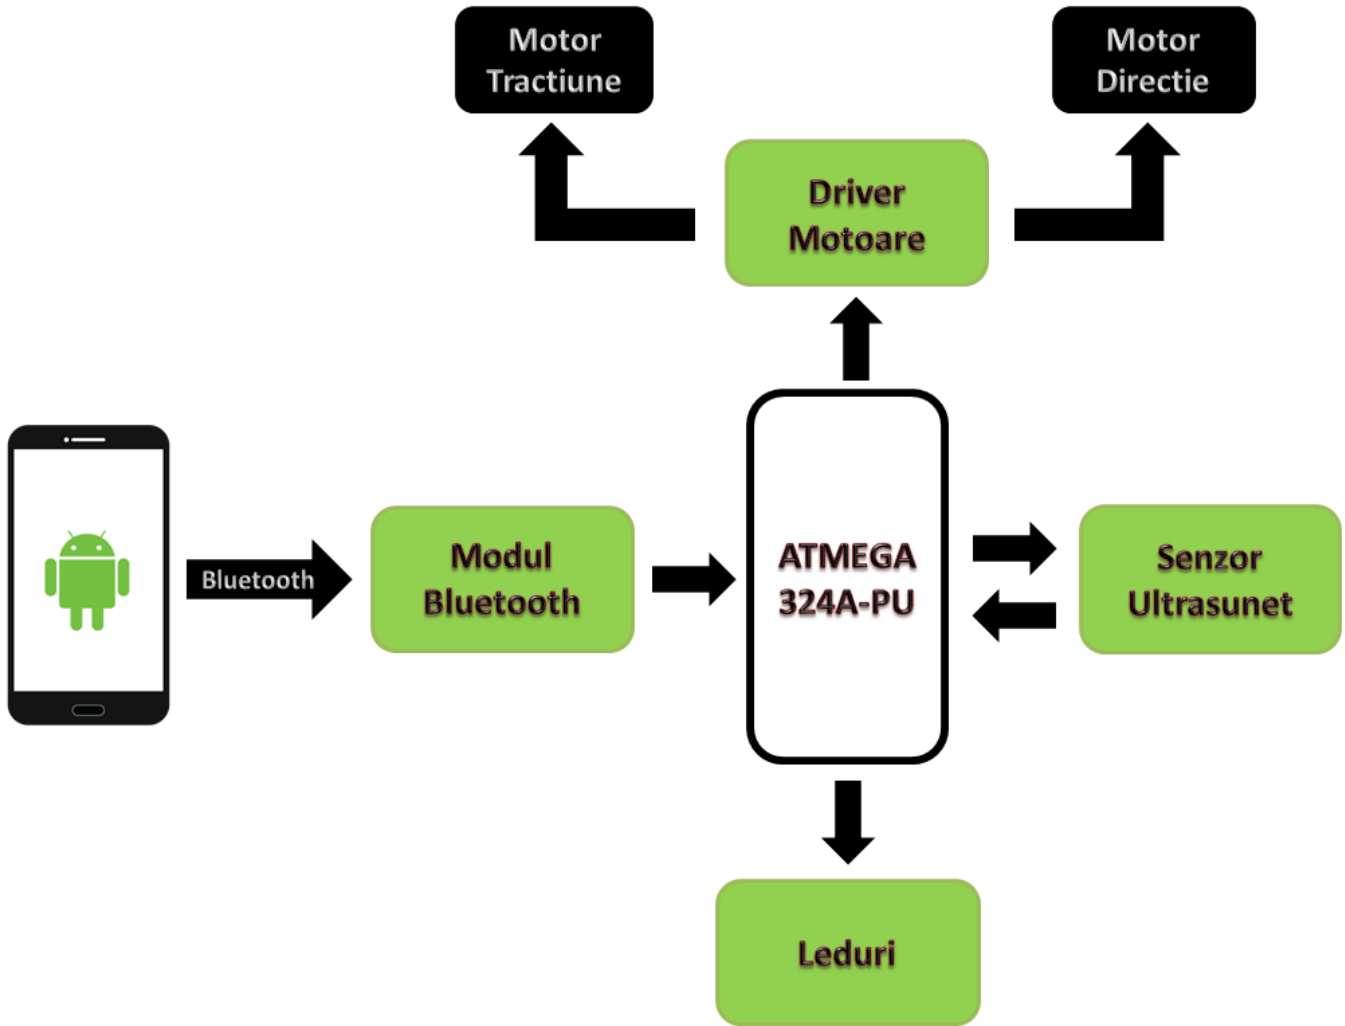 Motor
Tractiune
Motor
Directie
Driver
Motoare
Bluetooth
Modul
Bluetooth
ATMEGA
324A-PU
Senzor
Ultrasunet
Leduri